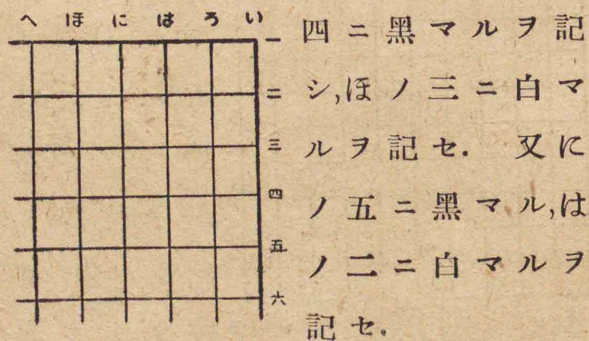 へ ほ に は ろ い
一
二
三
四
五
六
四ニ黑マルヲ記
シ,ほノ三ニ白マ
ルヲ記セ. 又に
ノ五ニ黑マル,は
ノ二ニ白マルヲ
記セ.